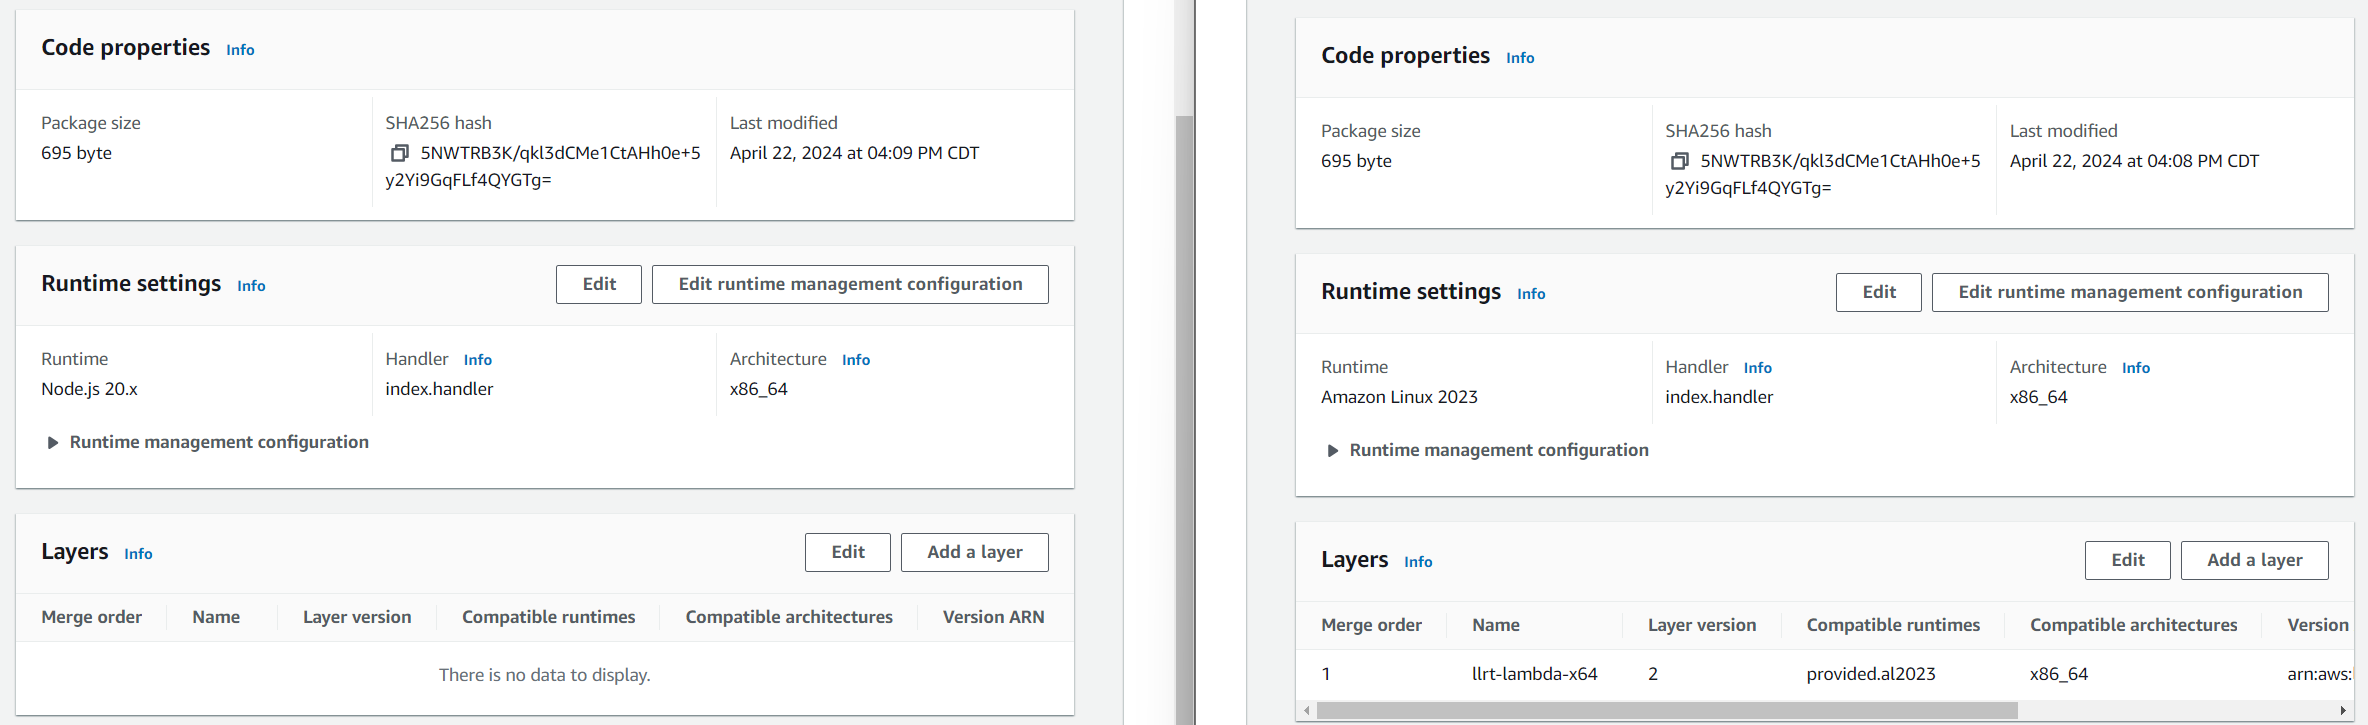 Code properties Info
Package size
695 byte
SHA256 hash
5NWTRB3K/qkl3dCMe1CtAHh0e+5
y2Yi9GqFLf4QYGTg=
Last modified
April 22, 2024 at 04:09 PM CDT
Runtime settings Info
Edit
Edit runtime management configuration
Runtime
Node.js 20.x
Handler Info
index.handler
Architecture Info
x86_64
Runtime management configuration
Layers Info
Edit
Add a layer
Merge order Name Layer version Compatible runtimes Compatible architectures Version ARN
There is no data to display.
Code properties Info
Package size
695 byte
SHA256 hash
5NWTRB3K/qkl3dCMe1CtAHh0e+5
y2Yi9GqFLf4QYGTg=
Last modified
April 22, 2024 at 04:08 PM CDT
Runtime settings Info
Edit
Edit runtime management configuration
Runtime
Amazon Linux 2023
Handler Info
index.handler
Architecture Info
x86_64
Runtime management configuration
Layers Info
Edit
Add a layer
Merge order Name Layer version Compatible runtimes Compatible architectures Version
1 llrt-lambda-x64 2 provided.al2023 x86_64 arn:aws: